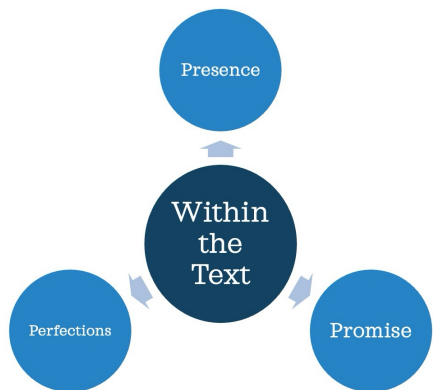 Presence
Within
the
Text
Perfections
Promise